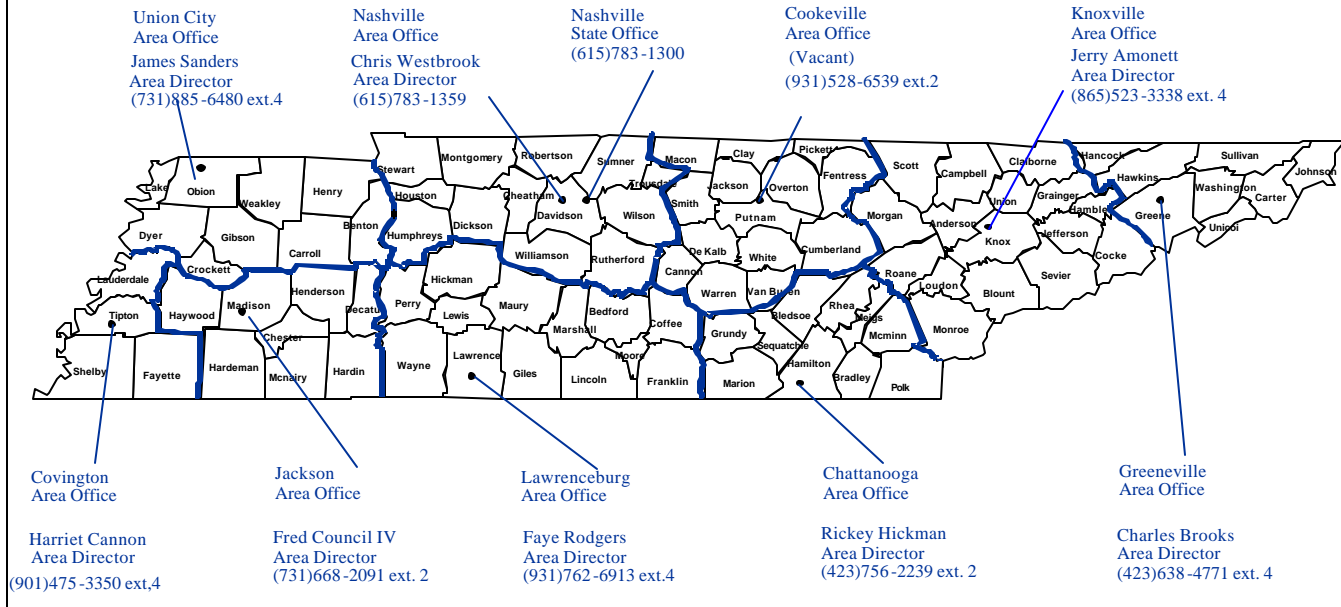 Union City
Area Office
James Sanders
Area Director
(731)885-6480 ext.4
Nashville
Area Office
Chris Westbrook
Area Director
(615)783-1359
Nashville
State Office
(615)783-1300
Cookeville
Area Office
(Vacant)
(931)528-6539 ext.2
Knoxville
Area Office
Jerry Amonett
Area Director
(865)523-3338 ext. 4
Lake
Obion
Weakley
Henry
Stewart
Montgomery
Robertson
Sumner
Macon
Trousdale
Clay
Pickett
Jackson
Overton
Fentress
Scott
Campbell
Claiborne
Hancock
Hawkins
Sullivan
Johnson
Washington
Carter
Unicoi
Greene
Hamble
Grainger
Union
Houston
Cheatham
Davidson
Wilson
Smith
Putnam
Morgan
Anderson
Knox
Jefferson
Cocke
Dyer
Gibson
Carroll
Benton
Humphreys
Dickson
Williamson
Rutherford
Cannon
De Kalb
White
Cumberland
Roane
Loudon
Blount
Sevier
Lauderdale
Crockett
Haywood
Madison
Henderson
Decatur
Perry
Hickman
Lewis
Maury
Marshall
Bedford
Coffee
Warren
Van Buren
Bledsoe
Rhea
Meigs
Mcminn
Monroe
Tipton
Chester
Moore
Grundy
Sequatchie
Hamilton
Shelby
Fayette
Hardeman
Mcnairy
Hardin
Wayne
Lawrence
Giles
Lincoln
Franklin
Marion
Bradley
Polk
Covington
Area Office
Harriet Cannon
Area Director
(901)475-3350 ext,4
Jackson
Area Office
Fred Council IV
Area Director
(731)668-2091 ext. 2
Lawrenceburg
Area Office
Faye Rodgers
Area Director
(931)762-6913 ext.4
Chattanooga
Area Office
Rickey Hickman
Area Director
(423)756-2239 ext. 2
Greeneville
Area Office
Charles Brooks
Area Director
(423)638-4771 ext. 4